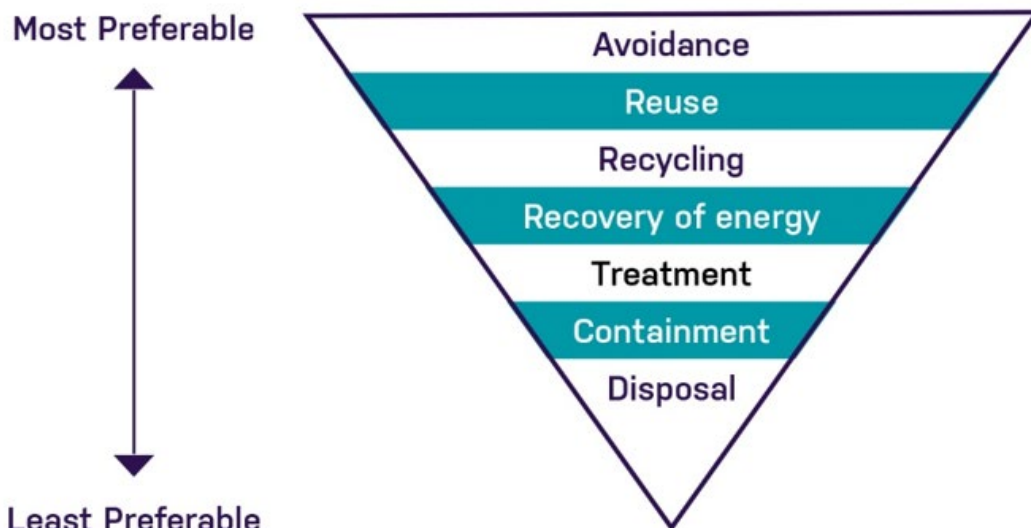 Most Preferable
Avoidance
Reuse
Recycling
Recovery of energy
Treatment
Containment
Disposal
Least Preferable